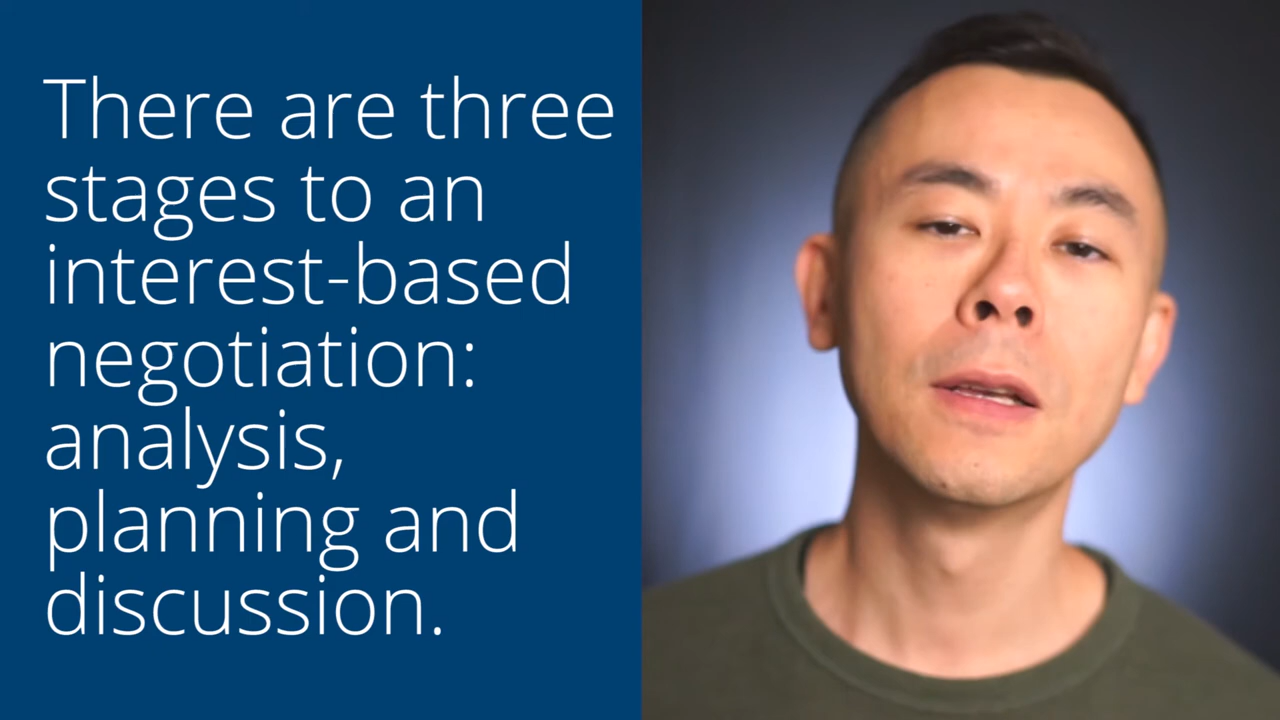 There are three
stages to an
interest-based
negotiation:
analysis,
planning and
discussion.